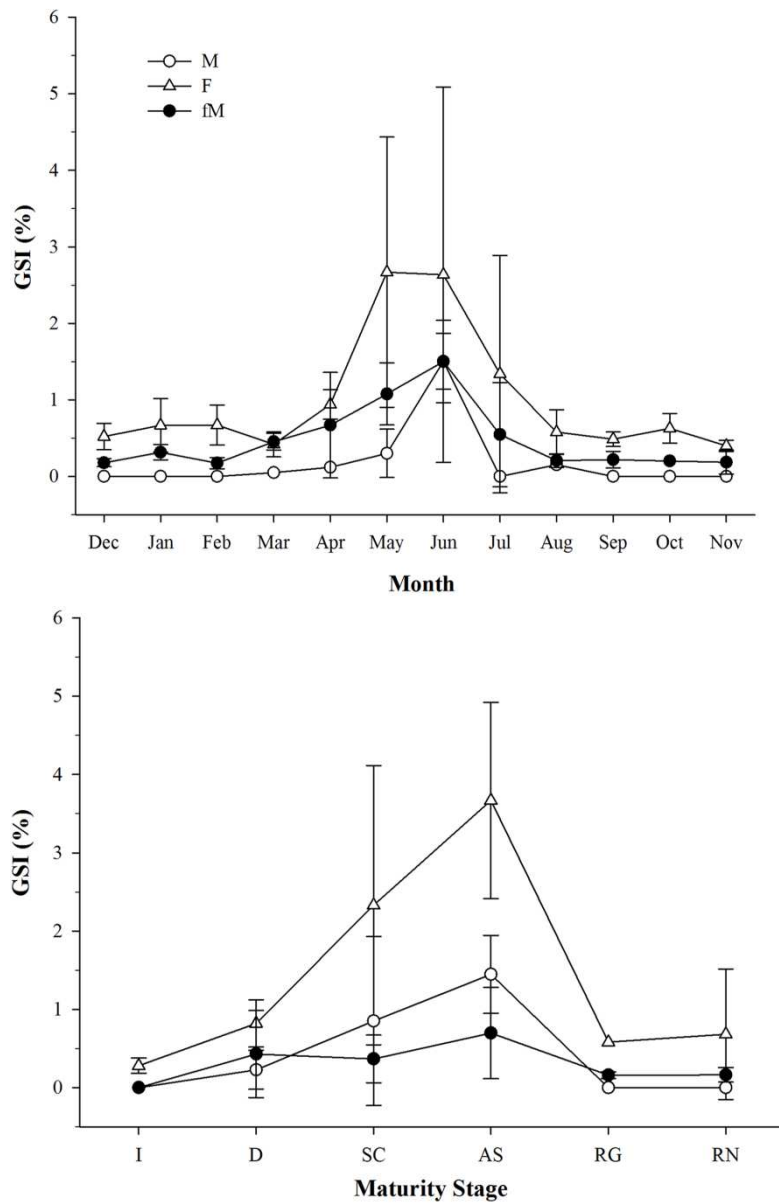 6
5
4
3
2
1
0
GSI (%)
M
F
fM
Dec Jan Feb Mar Apr May Jun Jul Aug Sep Oct Nov
Month
6
5
4
3
2
1
0
GSI (%)
I D SC AS RG RN
Maturity Stage